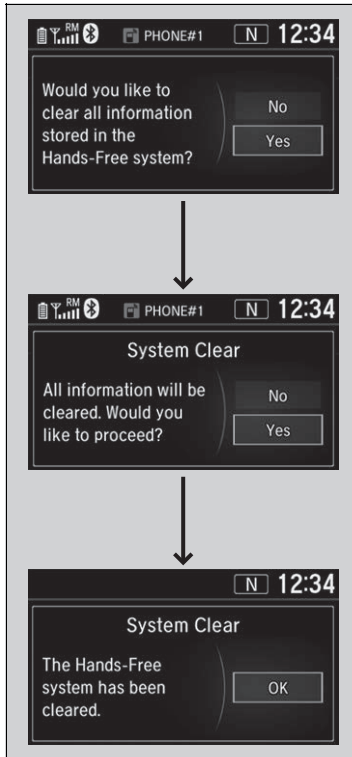 RM PHONE#1 N 12:34
Would you like to
clear all information
stored in the
Hands-Free system?
No
Yes
RM PHONE#1 N 12:34
System Clear
All information will be
cleared. Would you
like to proceed?
No
Yes
N 12:34
System Clear
The Hands-Free
system has been
cleared.
OK